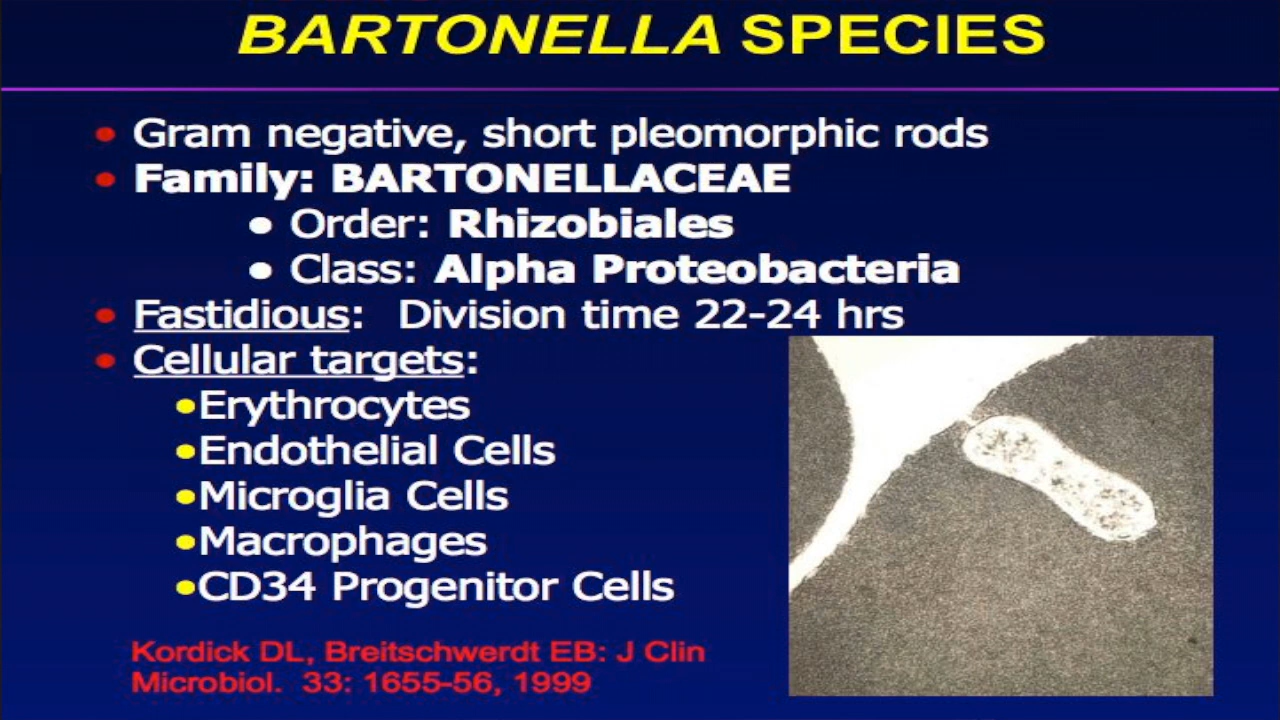 BARTONELLA SPECIES
• Gram negative, short pleomorphic rods
• Family: BARTONELLACEAE
• Order: Rhizobiales
• Class: Alpha Proteobacteria
• Fastidious: Division time 22-24 hrs
• Cellular targets:
•Erythrocytes
•Endothelial Cells
•Microglia Cells
•Macrophages
•CD34 Progenitor Cells
Kordick DL, Breitschwerdt EB: J Clin
Microbiol. 33: 1655-56, 1999